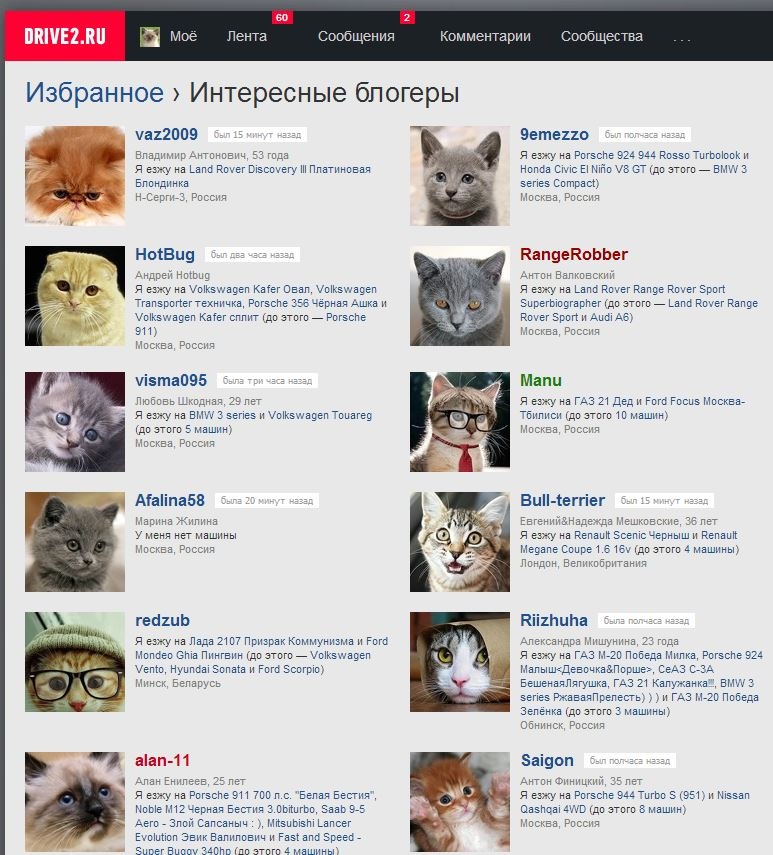 DRIVE2.RU
Моё
Лента
60
Сообщения
2
Комментарии
Сообщества
...
Избранное › Интересные блогеры
vaz2009 был 15 минут назад
Владимир Антонович, 53 года
Я езжу на Land Rover Discovery III Платиновая
Блондинка
Н-Серги-3, Россия
9emezzo был полчаса назад
Я езжу на Porsche 924 944 Rosso Turbolook и
Honda Civic El Niño V8 GT (до этого — BMW 3
series Compact)
Москва, Россия
HotBug был два часа назад
Андрей Hotbug
Я езжу на Volkswagen Kafer Овал, Volkswagen
Transporter техничка, Porsche 356 Чёрная Ашка и
Volkswagen Kafer сплит (до этого — Porsche
911)
Москва, Россия
RangeRobber
Антон Валковский
Я езжу на Land Rover Range Rover Sport
Superbiographer (до этого — Land Rover Range
Rover Sport и Audi A6)
Москва, Россия
visma095 была три часа назад
Любовь Шкодная, 29 лет
Я езжу на BMW 3 series и Volkswagen Touareg
(до этого 5 машин)
Москва, Россия
Manu
Я езжу на ГАЗ 21 Дед и Ford Focus Москва-
Тбилиси (до этого 10 машин)
Москва, Россия
Afalina58 была 20 минут назад
Марина Жилина
У меня нет машины
Москва, Россия
Bull-terrier был 15 минут назад
Евгений&Надежда Мешковские, 36 лет
Я езжу на Renault Scenic Черныш и Renault
Megane Coupe 1.6 16v (до этого 4 машины)
Лондон, Великобритания
redzub
Я езжу на Лада 2107 Призрак Коммунизма и Ford
Mondeo Ghia Пингвин (до этого — Volkswagen
Vento, Hyundai Sonata и Ford Scorpio)
Минск, Беларусь
Riizhuha была полчаса назад
Александра Мишунина, 23 года
Я езжу на ГАЗ М-20 Победа Милка, Porsche 924
Малыш<Девочка&Порше>, СеАЗ С-3А
БешенаяЛягушка, ГАЗ 21 Калужанка!!!, BMW 3
series РжаваяПрелесть) ) ) и ГАЗ М-20 Победа
Зелёнка (до этого 3 машины)
Обнинск, Россия
alan-11
Алан Енилеев, 25 лет
Я езжу на Porsche 911 700 л.с. "Белая Бестия",
Noble M12 Черная Бестия 3.0biturbo, Saab 9-5
Aero - Злой Сапсаныч : ), Mitsubishi Lancer
Evolution Эвик Валилович и Fast and Speed -
Super Buggy 340hp (до этого 4 машины)
Saigon был полчаса назад
Антон Финицкий, 35 лет
Я езжу на Porsche 944 Turbo S (951) и Nissan
Qashqai 4WD (до этого 8 машин)
Москва, Россия